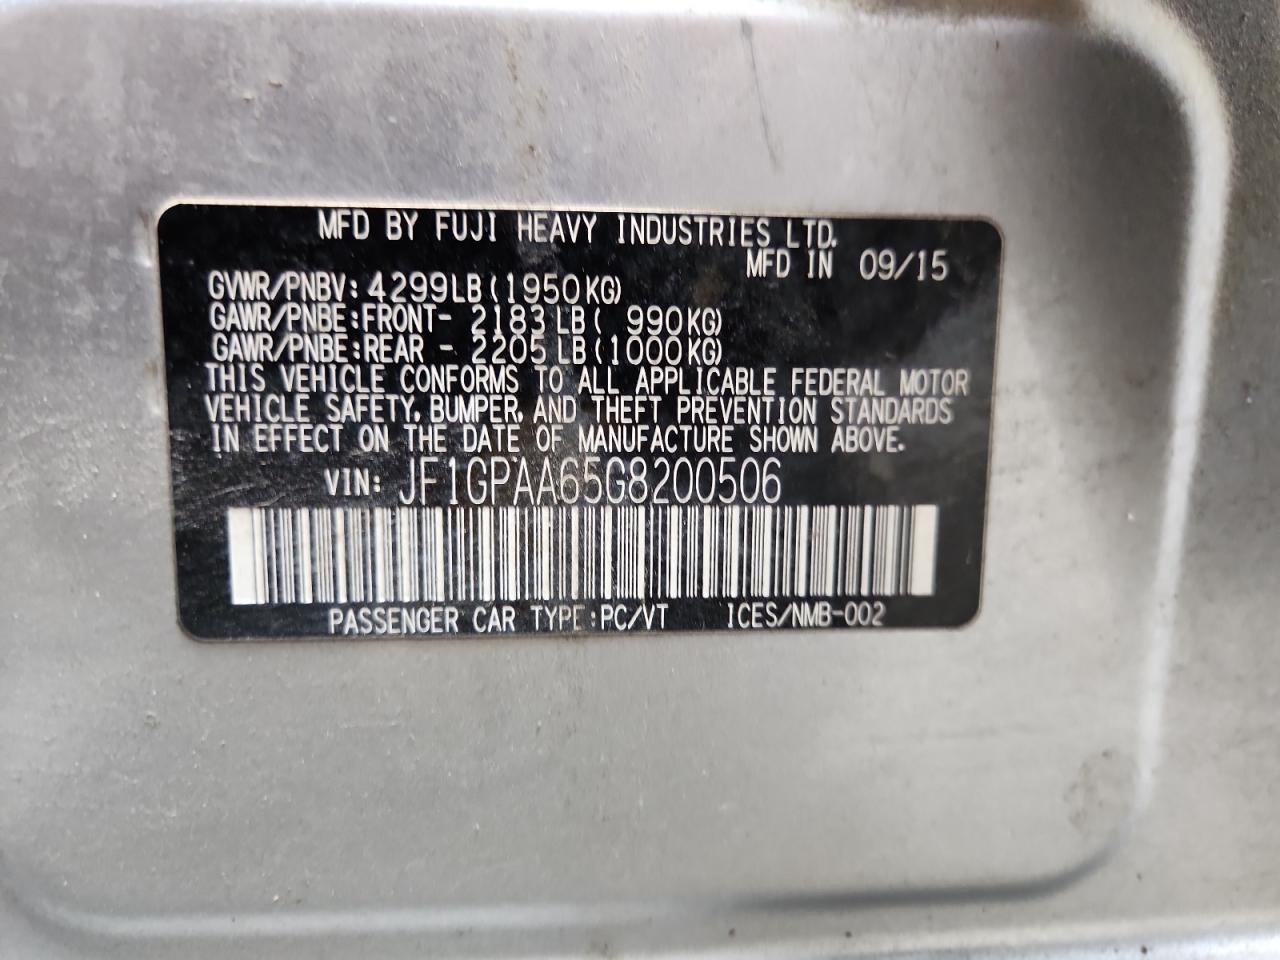 MFD BY FUJI HEAVY INDUSTRIES LTD.
MFD IN 09/15
GVWR/PNBV: 4299LB(1950KG)
GAWR/PNBE:FRONT- 2183LB( 990KG)
GAWR/PNBE:REAR - 2205LB(1000KG)
THIS VEHICLE CONFORMS TO ALL APPLICABLE FEDERAL MOTOR
VEHICLE SAFETY, BUMPER, AND THEFT PREVENTION STANDARDS
IN EFFECT ON THE DATE OF MANUFACTURE SHOWN ABOVE.
VIN: JF1GPAA65G8200506
PASSENGER CAR TYPE:PC/VT ICES/NMB-002